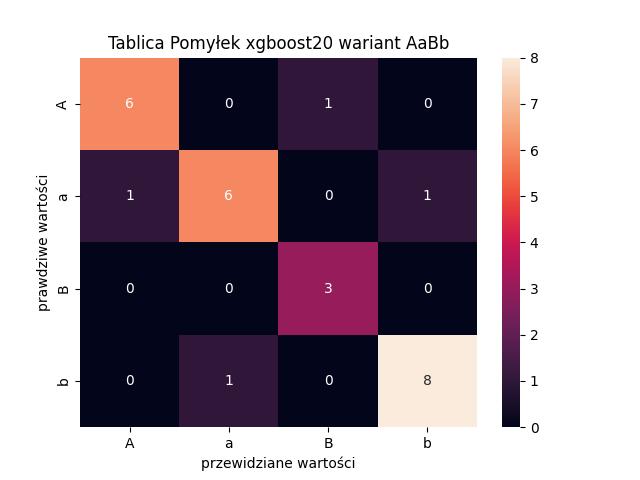 Tablica Pomyłek xgboost20 wariant AaBb
prawdziwe wartości
A 6 0 1 0
a 1 6 0 1
B 0 0 3 0
b 0 1 0 8
A a B b
przewidziane wartości
8
7
6
5
4
3
2
1
0